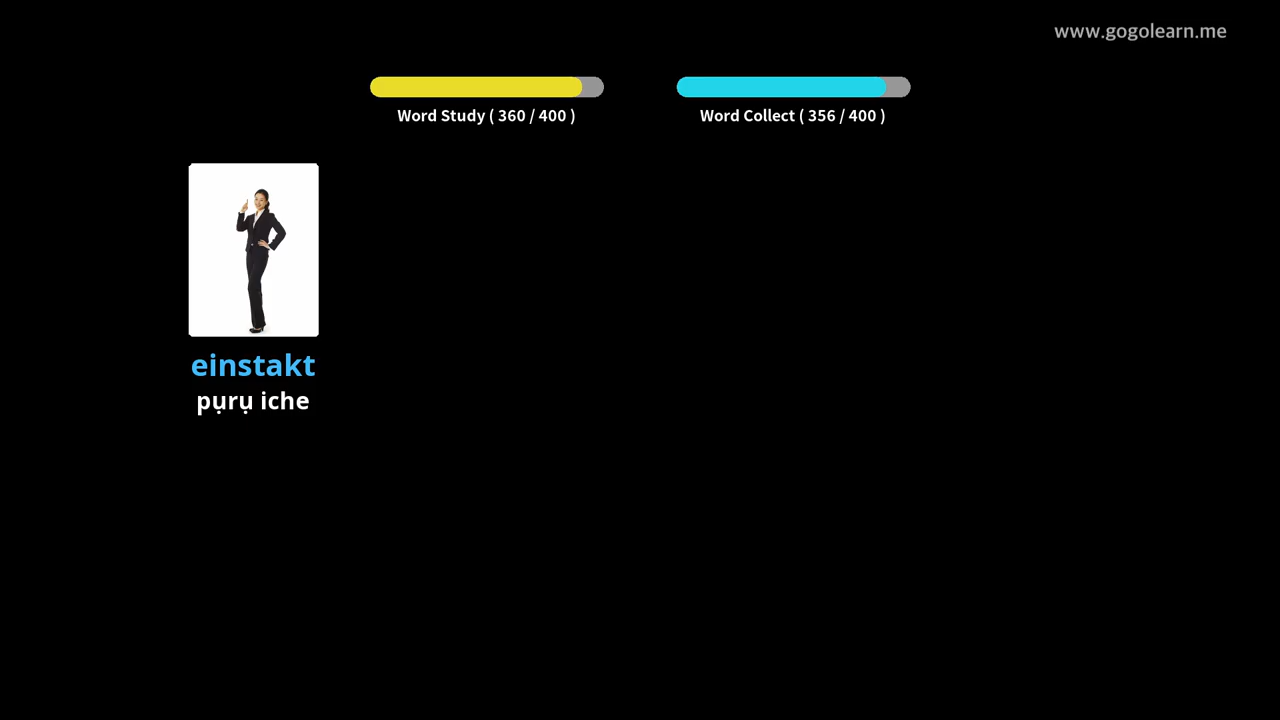 www.gogolearn.me
Word Study ( 360 / 400 )
Word Collect ( 356 / 400 )
einstakt
pụrụ iche